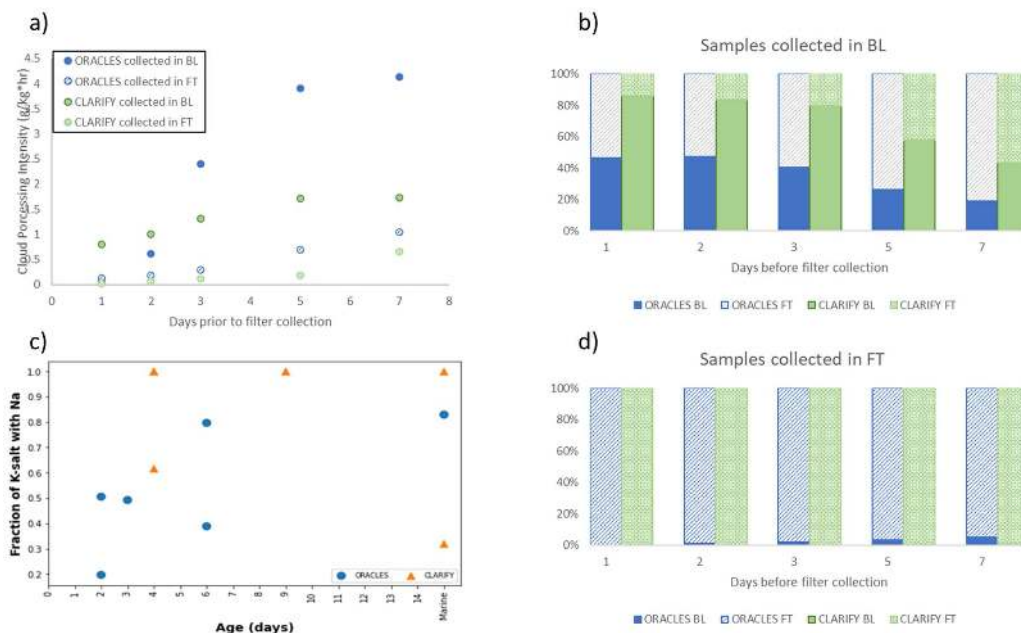 a)
ORACLES collected in BL
ORACLES collected in FT
CLARIFY collected in BL
CLARIFY collected in FT
Cloud Porcessing Intensity (g/kg*hr)
4.5
4
3.5
3
2.5
2
1.5
1
0.5
0
0 1 2 3 4 5 6 7 8
Days prior to filter collection
b)
Samples collected in BL
100%
80%
60%
40%
20%
0%
1 2 3 5 7
Days before filter collection
ORACLES BL ORACLES FT CLARIFY BL CLARIFY FT
c)
Fraction of K-salt with Na
1.0
0.9
0.8
0.7
0.6
0.5
0.4
0.3
0.2
ORACLES CLARIFY
0 1 2 3 4 5 6 7 8 9 10 11 12 13 14 Marine
Age (days)
d)
Samples collected in FT
100%
80%
60%
40%
20%
0%
1 2 3 5 7
Days before filter collection
ORACLES BL ORACLES FT CLARIFY BL CLARIFY FT